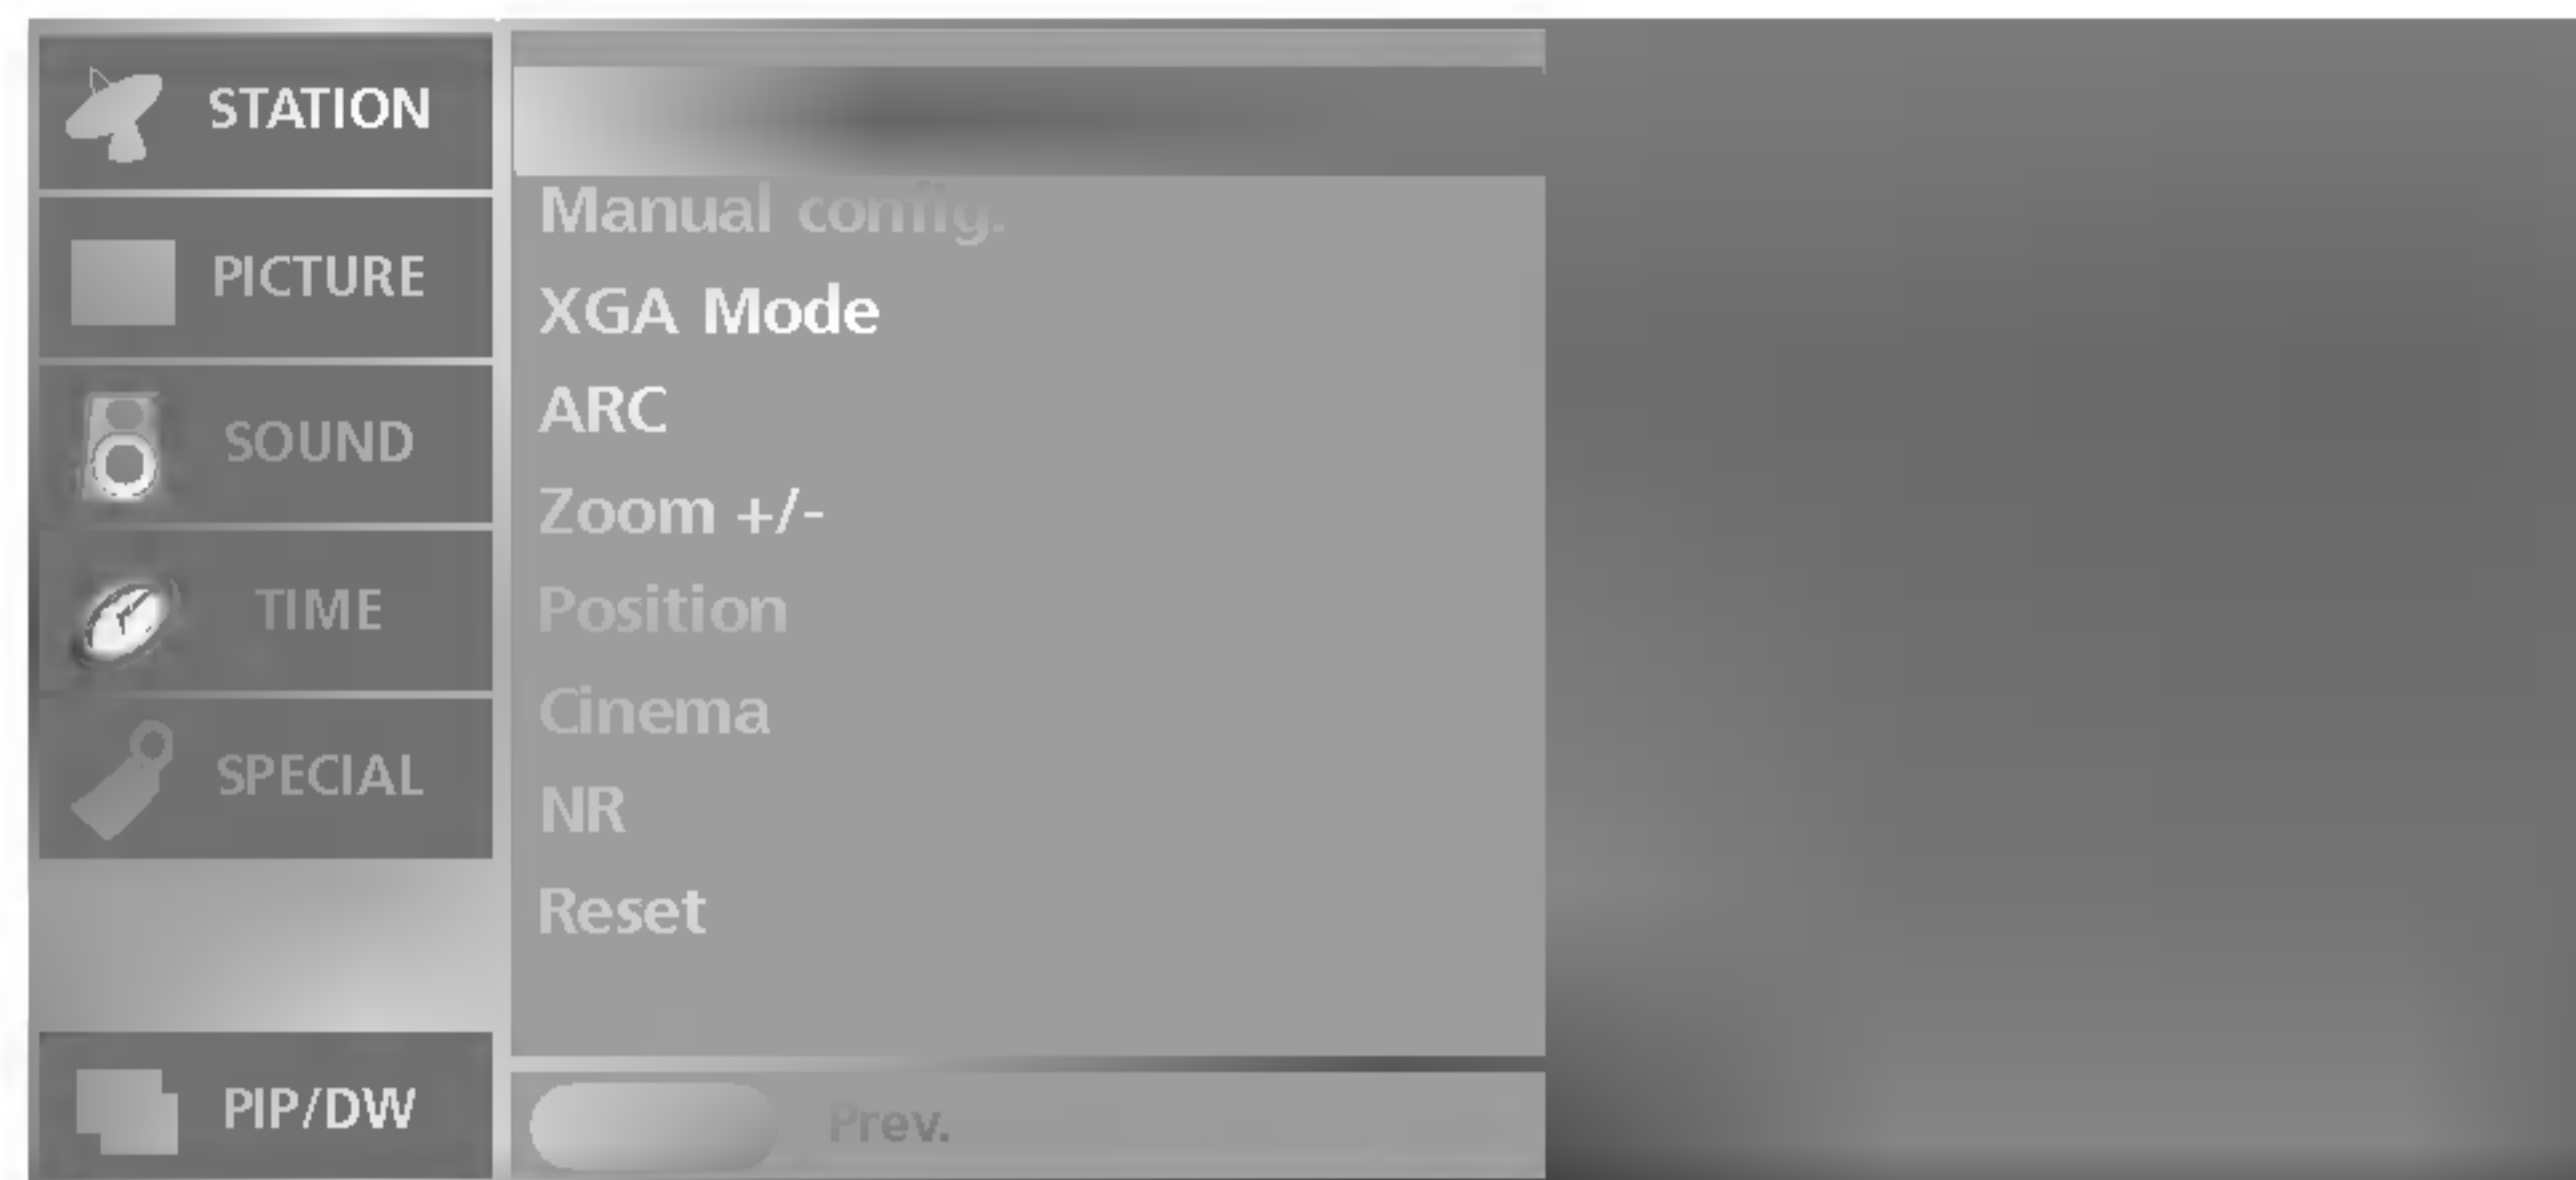 STATION
PICTURE
SOUND
TIME
SPECIAL
PIP/DW
Manual config.
XGA Mode
ARC
Zoom +/-
Position
Cinema
NR
Reset
Prev.